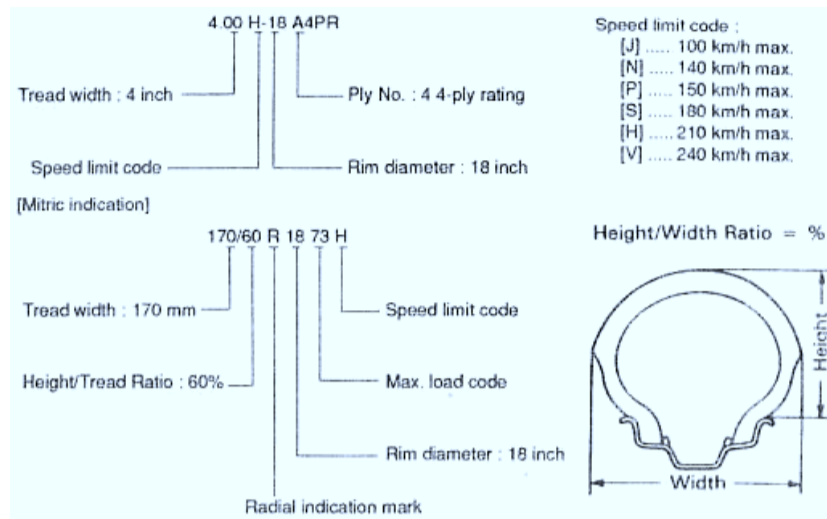 4.00 H-18 A4PR
Tread width : 4 inch
Ply No. : 4 4-ply rating
Speed limit code
Rim diameter : 18 inch
Speed limit code :
[J] ..... 100 km/h max.
[N] ..... 140 km/h max.
[P] ..... 150 km/h max.
[S] ..... 180 km/h max.
[H] ..... 210 km/h max.
[V] ..... 240 km/h max.
[Mitric indication]
170/60 R 18 73 H
Tread width : 170 mm
Speed limit code
Height/Tread Ratio : 60%
Max. load code
Rim diameter : 18 inch
Radial indication mark
Height/Width Ratio = %
Height
Width